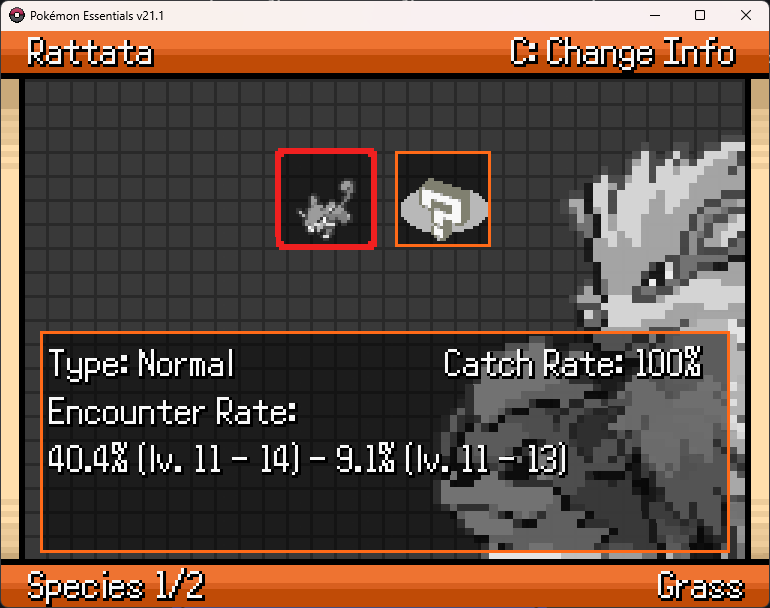 Pokémon Essentials v21.1
Rattata
C: Change Info
Type: Normal
Catch Rate: 100%
Encounter Rate:
40.4% (lv. 11 - 14) - 9.1% (lv. 11 - 13)
Species 1/2
Grass